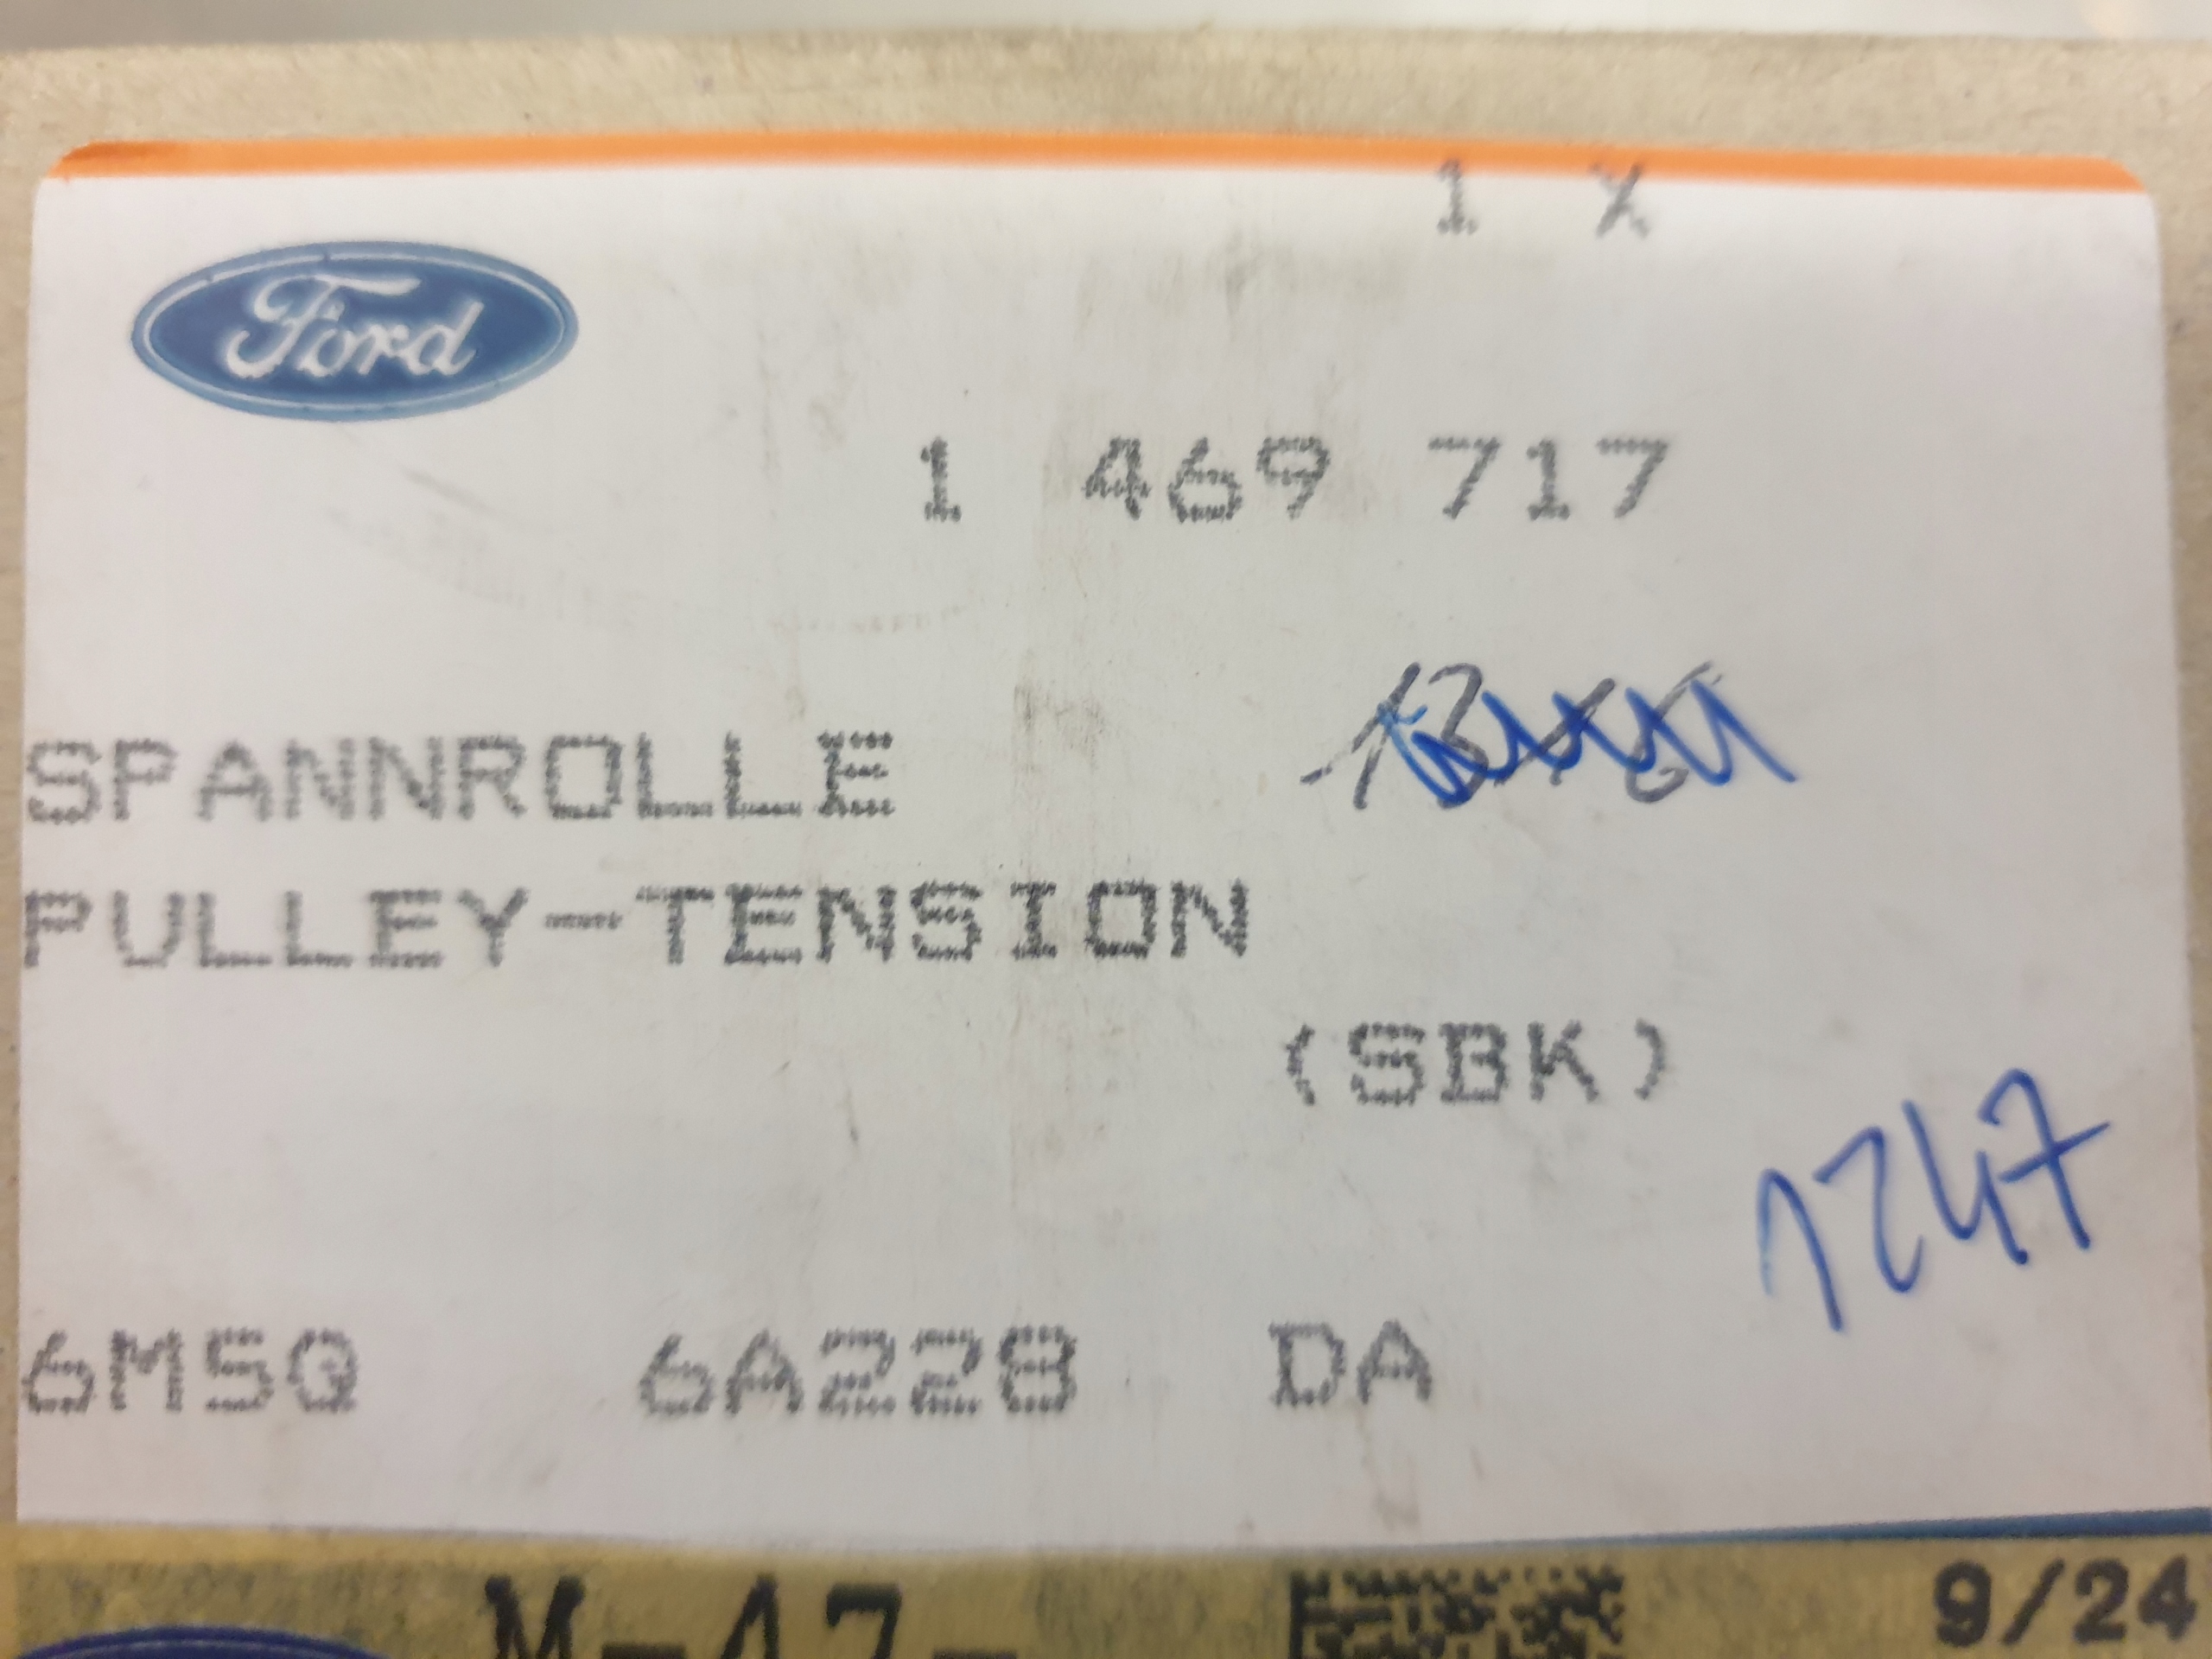 1 X
Ford
1 469 717
SPANNROLLE
PULLEY-TENSION
(SBK)
1247
6M5Q 6A228 DA
9/24